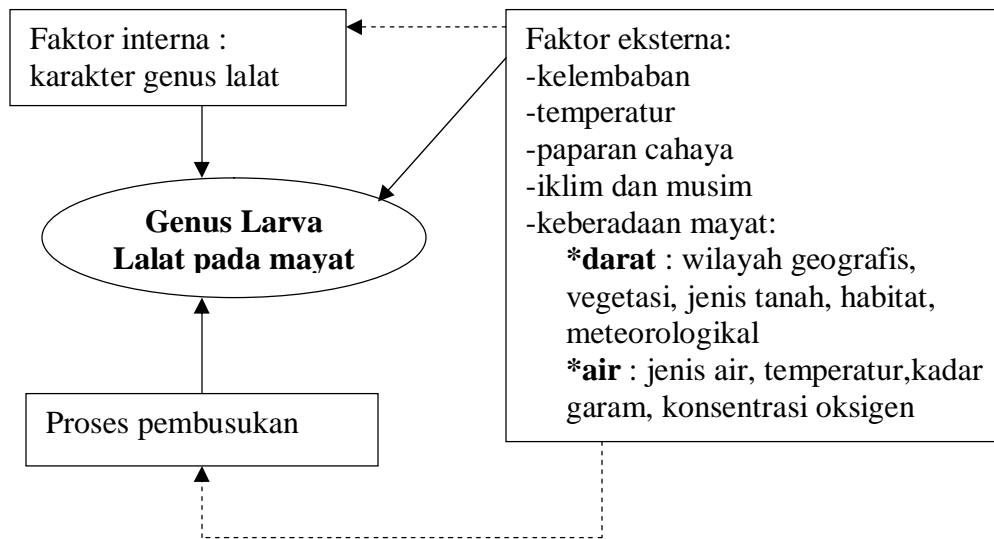 Faktor interna :
karakter genus lalat
Genus Larva
Lalat pada mayat
Proses pembusukan
Faktor eksterna:
-kelembaban
-temperatur
-paparan cahaya
-iklim dan musim
-keberadaan mayat:
*darat : wilayah geografis,
vegetasi, jenis tanah, habitat,
meteorologikal
*air : jenis air, temperatur,kadar
garam, konsentrasi oksigen